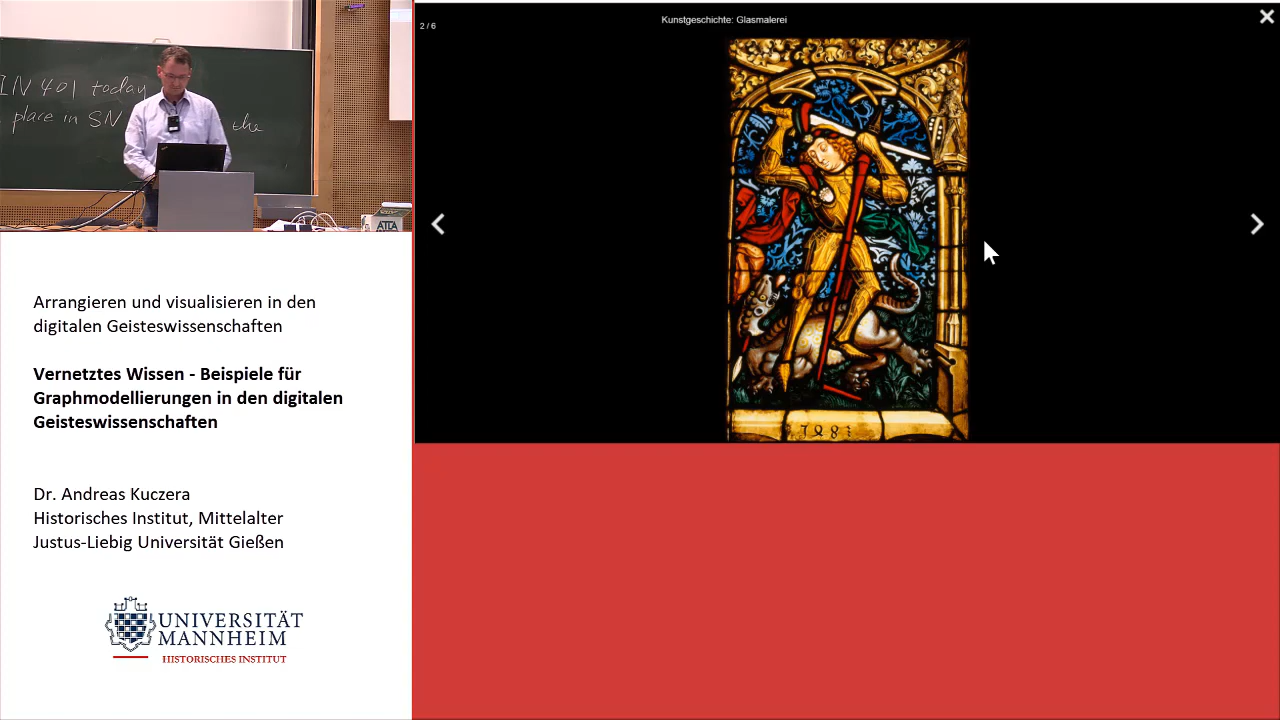 IN 401 today
place in SN
the
ATLA
2 / 6
Kunstgeschichte: Glasmalerei
Arrangieren und visualisieren in den
digitalen Geisteswissenschaften
Vernetztes Wissen - Beispiele für
Graphmodellierungen in den digitalen
Geisteswissenschaften
Dr. Andreas Kuczera
Historisches Institut, Mittelalter
Justus-Liebig Universität Gießen
UNIVERSITÄT
MANNHEIM
HISTORISCHES INSTITUT